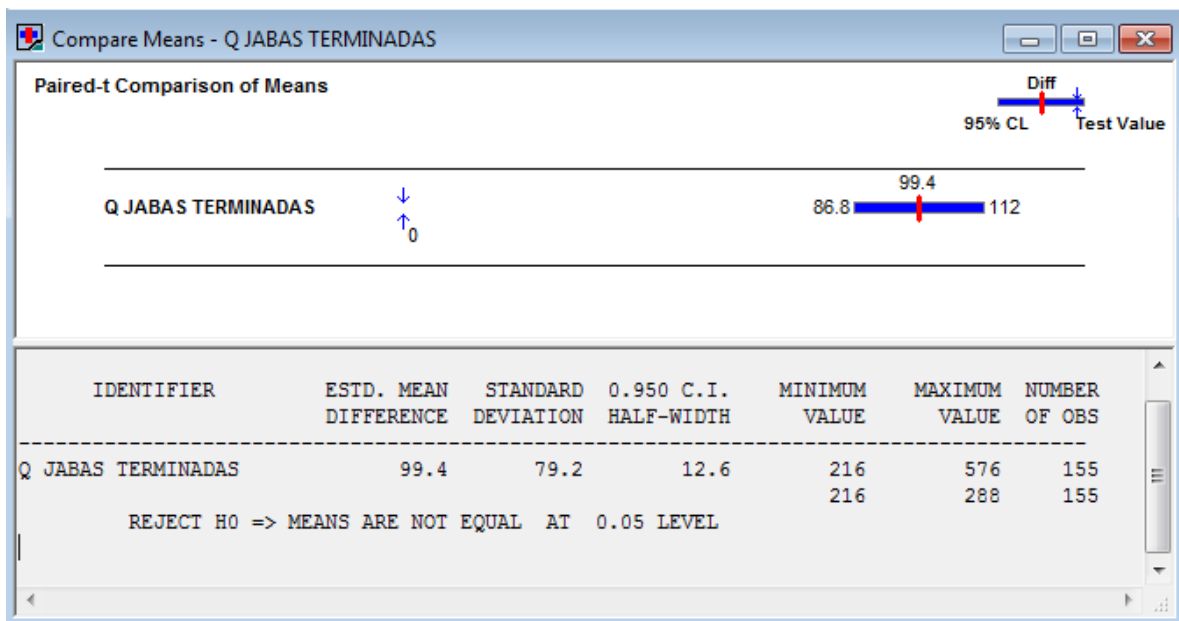 Compare Means - Q JABAS TERMINADAS
Paired-t Comparison of Means
Diff
95% CL Test Value
99.4
Q JABAS TERMINADAS 86.8 112
0
IDENTIFIER ESTD. MEAN STANDARD 0.950 C.I. MINIMUM MAXIMUM NUMBER
DIFFERENCE DEVIATION HALF-WIDTH VALUE VALUE OF OBS
Q JABAS TERMINADAS 99.4 79.2 12.6 216 576 155
216 288 155
REJECT H0 => MEANS ARE NOT EQUAL AT 0.05 LEVEL